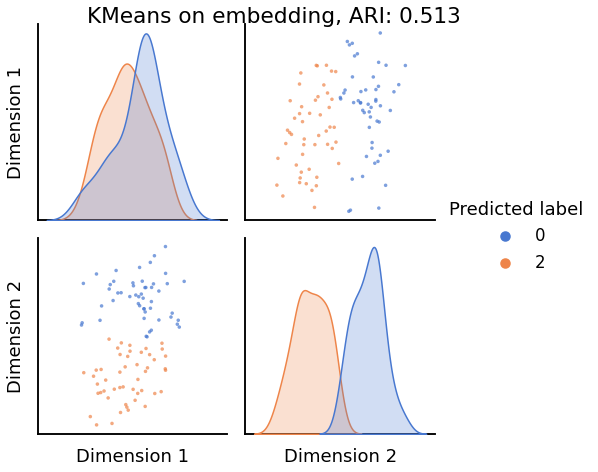 KMeans on embedding, ARI: 0.513
Dimension 1
Predicted label
0
2
Dimension 2
Dimension 1
Dimension 2